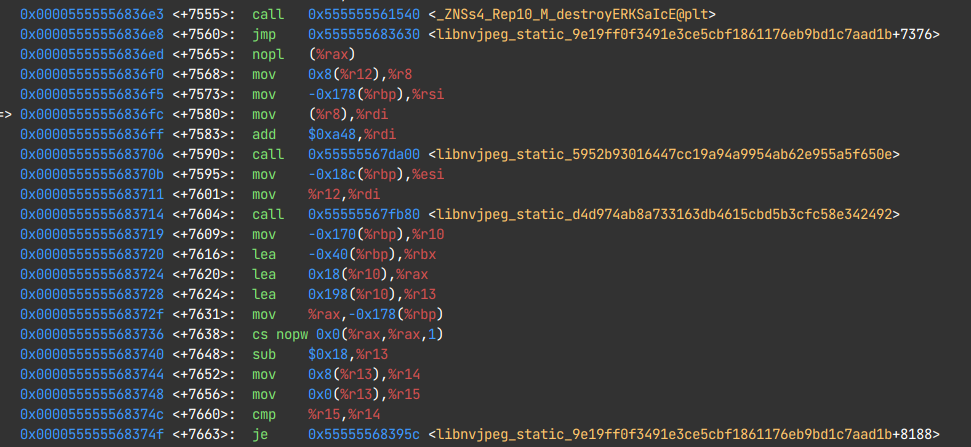 0x00005555556836e3 <+7555>: call 0x555555561540 <_ZNSs4_Rep10_M_destroyERKSaIcE@plt>
0x00005555556836e8 <+7560>: jmp 0x555555683630 <libnvjpeg_static_9e19ff0f3491e3ce5cbf1861176eb9bd1c7aad1b+7376>
0x00005555556836ed <+7565>: nopl (%rax)
0x00005555556836f0 <+7568>: mov 0x8(%r12),%r8
0x00005555556836f5 <+7573>: mov -0x178(%rbp),%rsi
=> 0x00005555556836fc <+7580>: mov (%r8),%rdi
0x00005555556836ff <+7583>: add $0xa48,%rdi
0x0000555555683706 <+7590>: call 0x55555567da00 <libnvjpeg_static_5952b93016447cc19a94a9954ab62e955a5f650e>
0x000055555568370b <+7595>: mov -0x18c(%rbp),%esi
0x0000555555683711 <+7601>: mov %r12,%rdi
0x0000555555683714 <+7604>: call 0x55555567fb80 <libnvjpeg_static_d4d974ab8a733163db4615cbd5b3cfc58e342492>
0x0000555555683719 <+7609>: mov -0x170(%rbp),%r10
0x0000555555683720 <+7616>: lea -0x40(%rbp),%rbx
0x0000555555683724 <+7620>: lea 0x18(%r10),%rax
0x0000555555683728 <+7624>: lea 0x198(%r10),%r13
0x000055555568372f <+7631>: mov %rax,-0x178(%rbp)
0x0000555555683736 <+7638>: cs nopw 0x0(%rax,%rax,1)
0x0000555555683740 <+7648>: sub $0x18,%r13
0x0000555555683744 <+7652>: mov 0x8(%r13),%r14
0x0000555555683748 <+7656>: mov 0x0(%r13),%r15
0x000055555568374c <+7660>: cmp %r15,%r14
0x000055555568374f <+7663>: je 0x55555568395c <libnvjpeg_static_9e19ff0f3491e3ce5cbf1861176eb9bd1c7aad1b+8188>